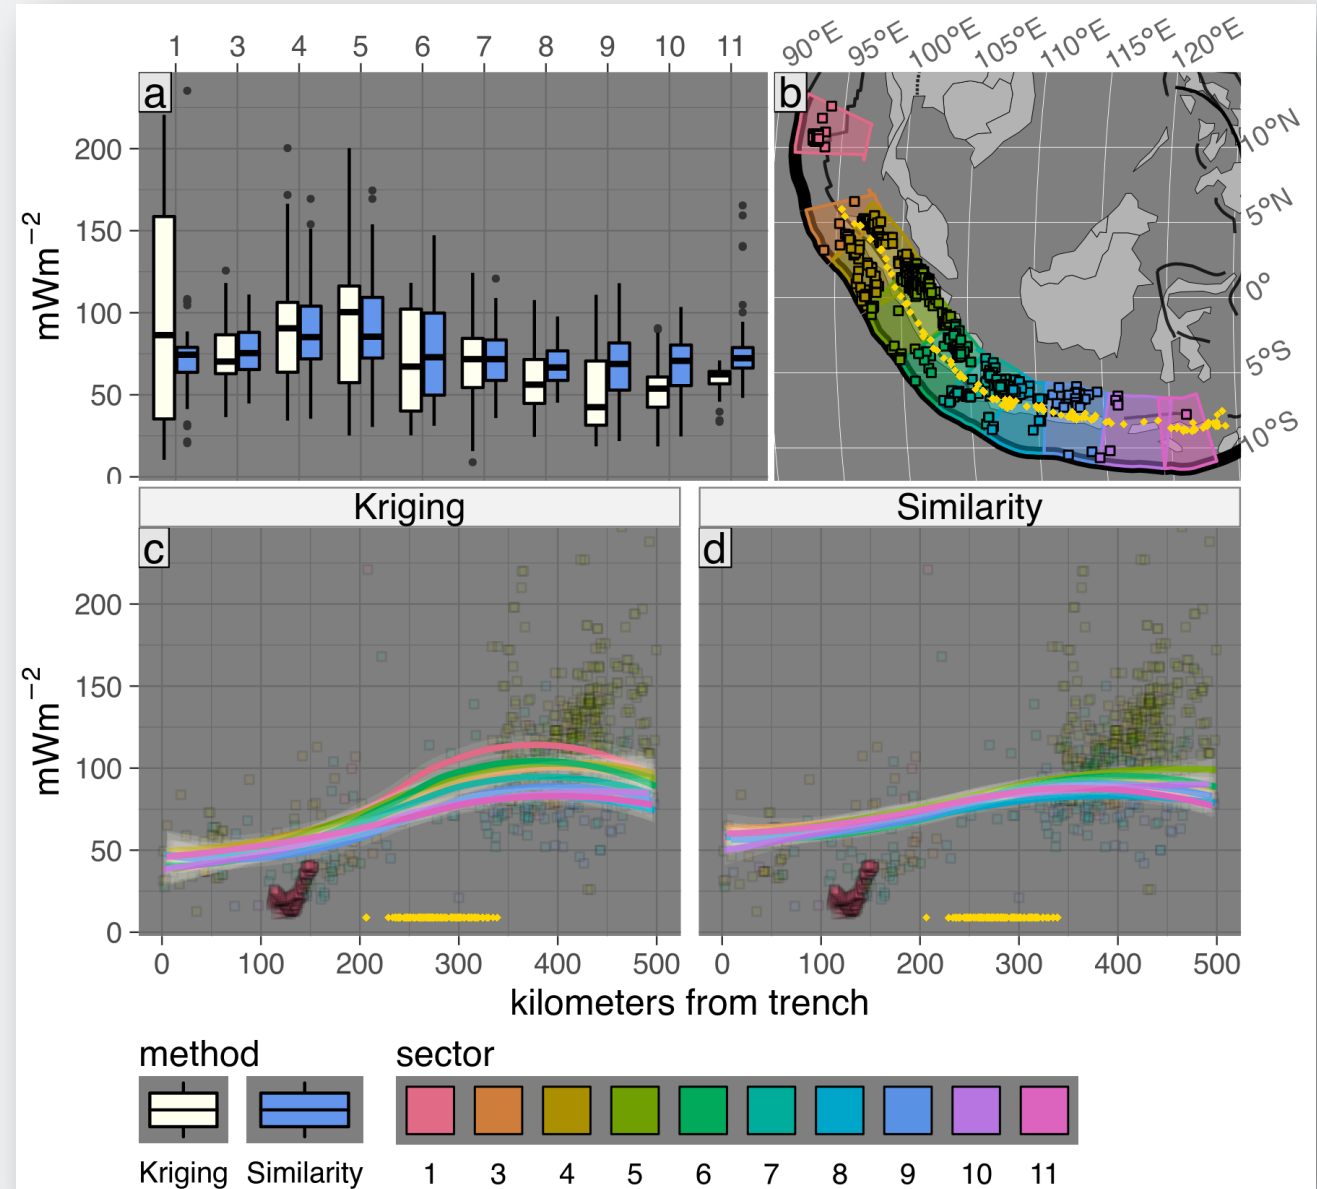 1 3 4 5 6 7 8 9 10 11
90°E 95°E 100°E 105°E 110°E 115°E 120°E
a
b
200
150
100
50
0
mWm⁻²
10°N
5°N
0°
5°S
10°S
Kriging
Similarity
c
d
200
150
100
50
0
mWm⁻²
0 100 200 300 400 500
0 100 200 300 400 500
kilometers from trench
method
Kriging Similarity
sector
1 3 4 5 6 7 8 9 10 11